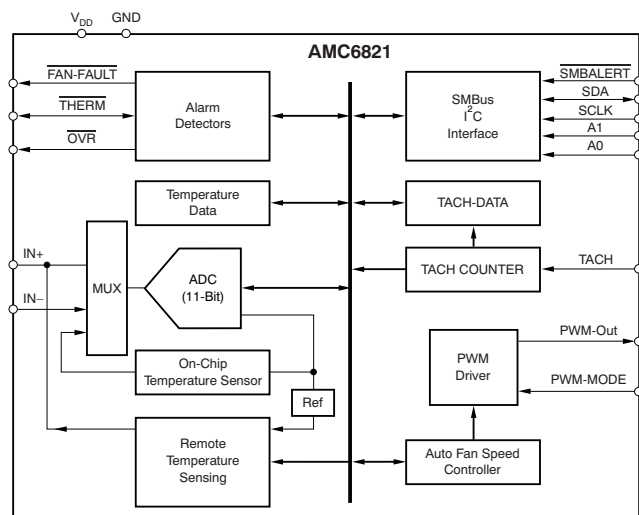 VDD GND
AMC6821
FAN-FAULT
THERM
OVR
Alarm
Detectors
SMBus
I2C
Interface
SMBALERT
SDA
SCLK
A1
A0
Temperature
Data
TACH-DATA
IN+
IN–
MUX
ADC
(11-Bit)
TACH COUNTER
TACH
On-Chip
Temperature Sensor
Ref
PWM
Driver
PWM-Out
PWM-MODE
Remote
Temperature
Sensing
Auto Fan Speed
Controller